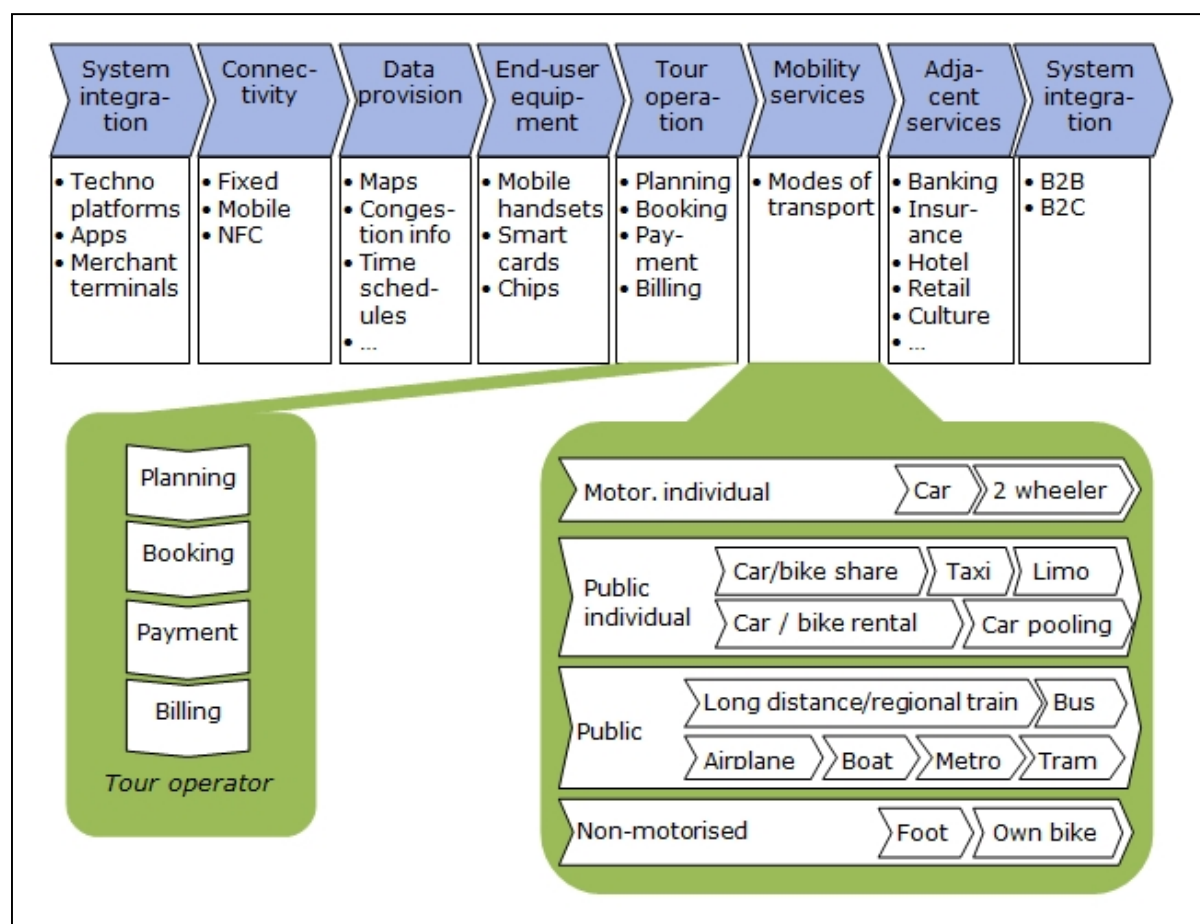 System
integra-
tion
Connec-
tivity
Data
provision
End-user
equip-
ment
Tour
opera-
tion
Mobility
services
Adja-
cent
services
System
integra-
tion
• Techno
platforms
• Apps
• Merchant
terminals
• Fixed
• Mobile
• NFC
• Maps
• Conges-
tion info
• Time
sched-
ules
• ...
• Mobile
handsets
• Smart
cards
• Chips
• Planning
• Booking
• Pay-
ment
• Billing
• Modes of
transport
• Banking
• Insur-
ance
• Hotel
• Retail
• Culture
• ...
• B2B
• B2C
Planning
Booking
Payment
Billing
Tour operator
Motor. individual
Car
2 wheeler
Public
individual
Car/bike share
Taxi
Limo
Car / bike rental
Car pooling
Public
Long distance/regional train
Bus
Airplane
Boat
Metro
Tram
Non-motorised
Foot
Own bike